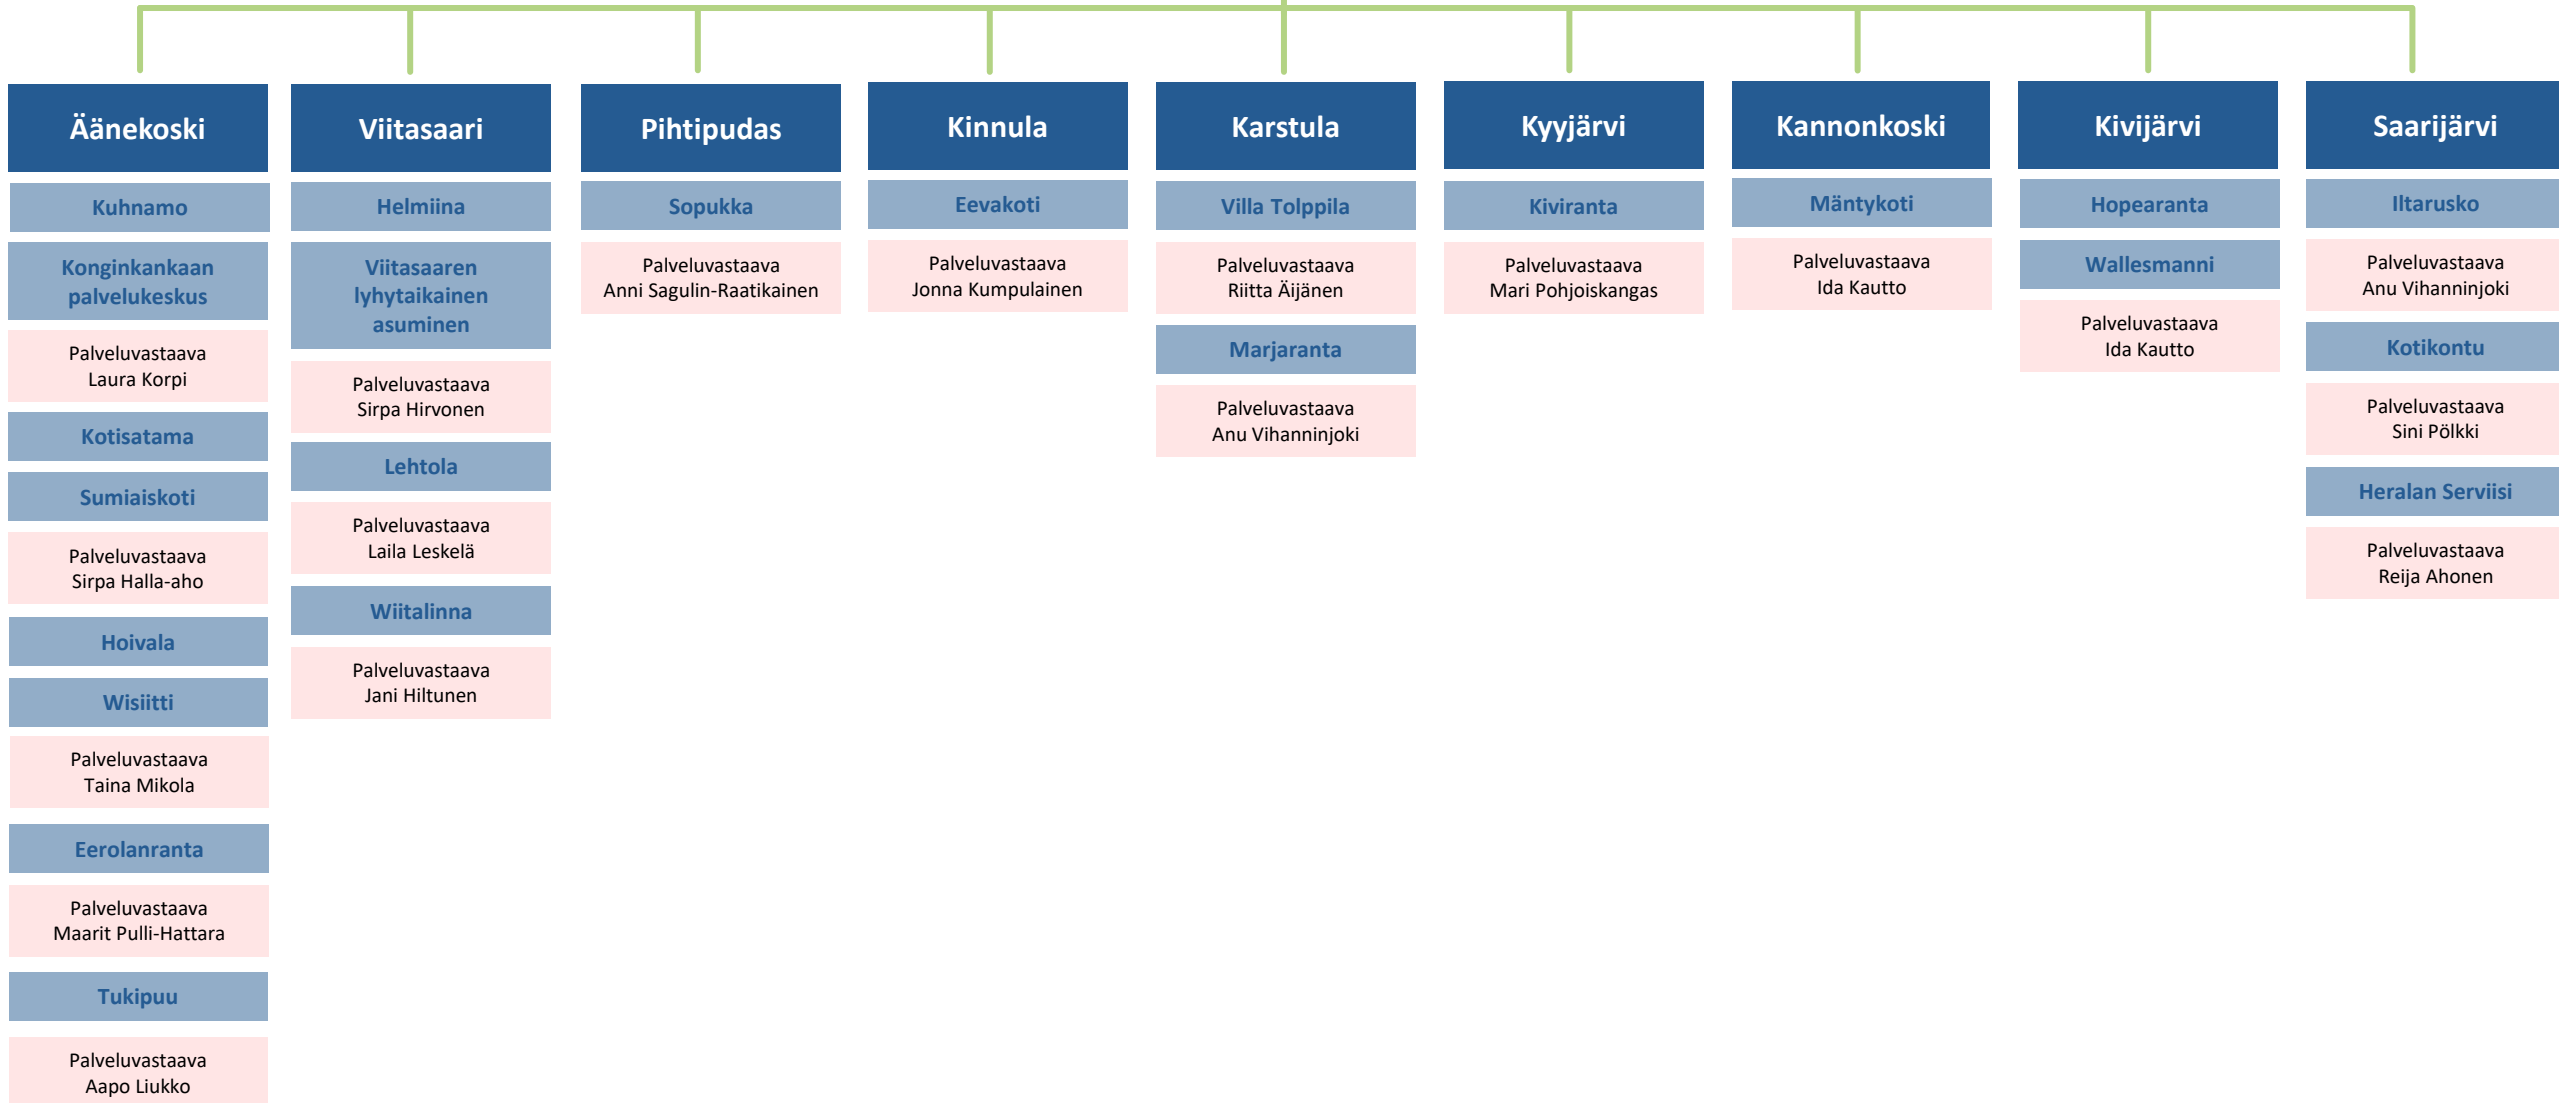 Äänekoski
Kuhnamo
Konginkankaan
palvelukeskus
Palveluvastaava
Laura Korpi
Kotisatama
Sumiaiskoti
Palveluvastaava
Sirpa Halla-aho
Hoivala
Wisiitti
Palveluvastaava
Taina Mikola
Eerolanranta
Palveluvastaava
Maarit Pulli-Hattara
Tukipuu
Palveluvastaava
Aapo Liukko
Viitasaari
Helmiina
Viitasaaren
lyhytaikainen
asuminen
Palveluvastaava
Sirpa Hirvonen
Lehtola
Palveluvastaava
Laila Leskelä
Wiitalinna
Palveluvastaava
Jani Hiltunen
Pihtipudas
Sopukka
Palveluvastaava
Anni Sagulin-Raatikainen
Kinnula
Eevakoti
Palveluvastaava
Jonna Kumpulainen
Karstula
Villa Tolppila
Palveluvastaava
Riitta Äijänen
Marjaranta
Palveluvastaava
Anu Vihanninjoki
Kyyjärvi
Kiviranta
Palveluvastaava
Mari Pohjoiskangas
Kannonkoski
Mäntykoti
Palveluvastaava
Ida Kautto
Kivijärvi
Hopearanta
Wallesmanni
Palveluvastaava
Ida Kautto
Saarijärvi
Iltarusko
Palveluvastaava
Anu Vihanninjoki
Kotikontu
Palveluvastaava
Sini Pölkki
Heralan Serviisi
Palveluvastaava
Reija Ahonen